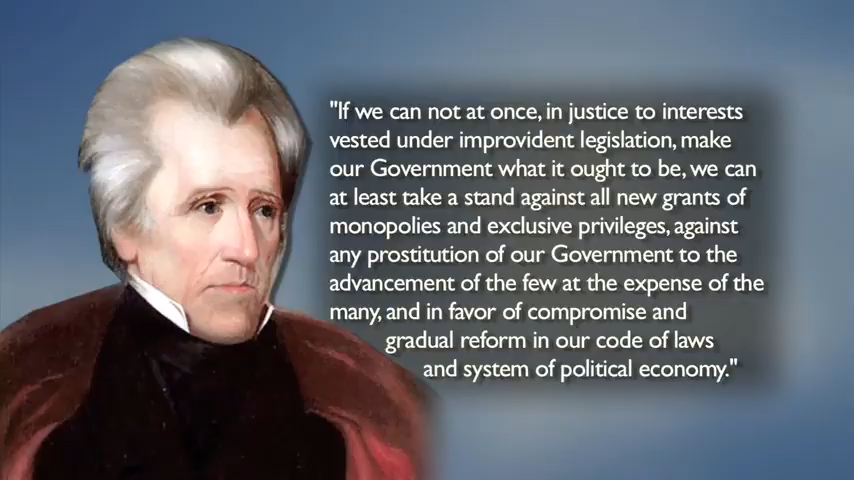 "If we can not at once, in justice to interests
vested under improvident legislation, make
our Government what it ought to be, we can
at least take a stand against all new grants of
monopolies and exclusive privileges, against
any prostitution of our Government to the
advancement of the few at the expense of the
many, and in favor of compromise and
gradual reform in our code of laws
and system of political economy."